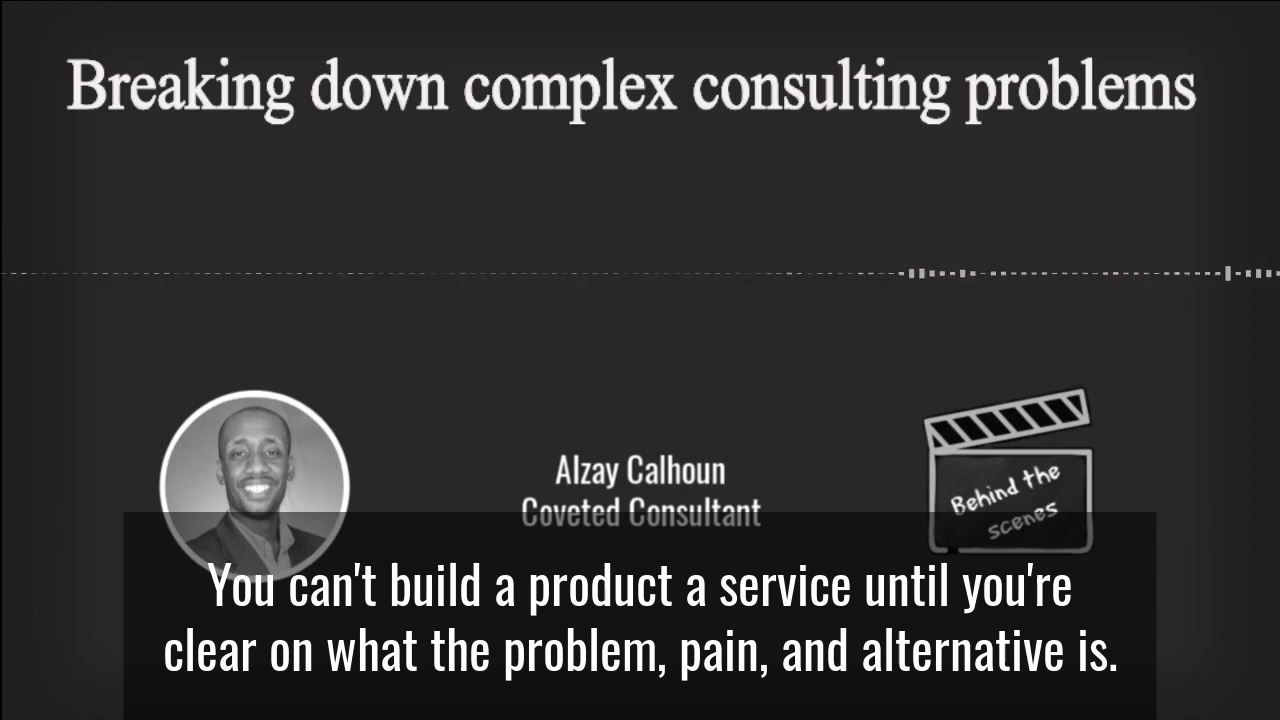 Breaking down complex consulting problems
Alzay Calhoun
Coveted Consultant
Behind the
scenes
You can't build a product a service until you're
clear on what the problem, pain, and alternative is.